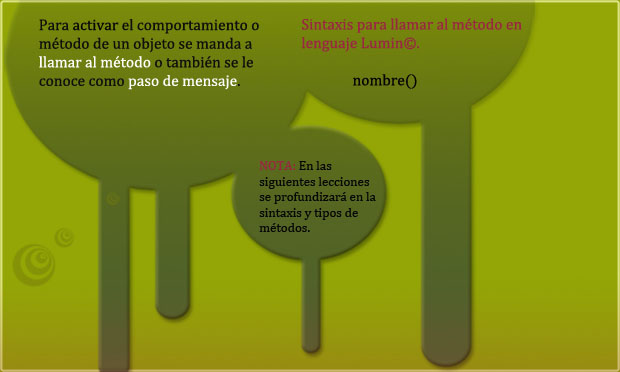 Para activar el comportamiento o
método de un objeto se manda a
llamar al método o también se le
conoce como paso de mensaje.
Sintaxis para llamar al método en
lenguaje Lumin©.
nombre()
NOTA: En las
siguientes lecciones
se profundizará en la
sintaxis y tipos de
métodos.